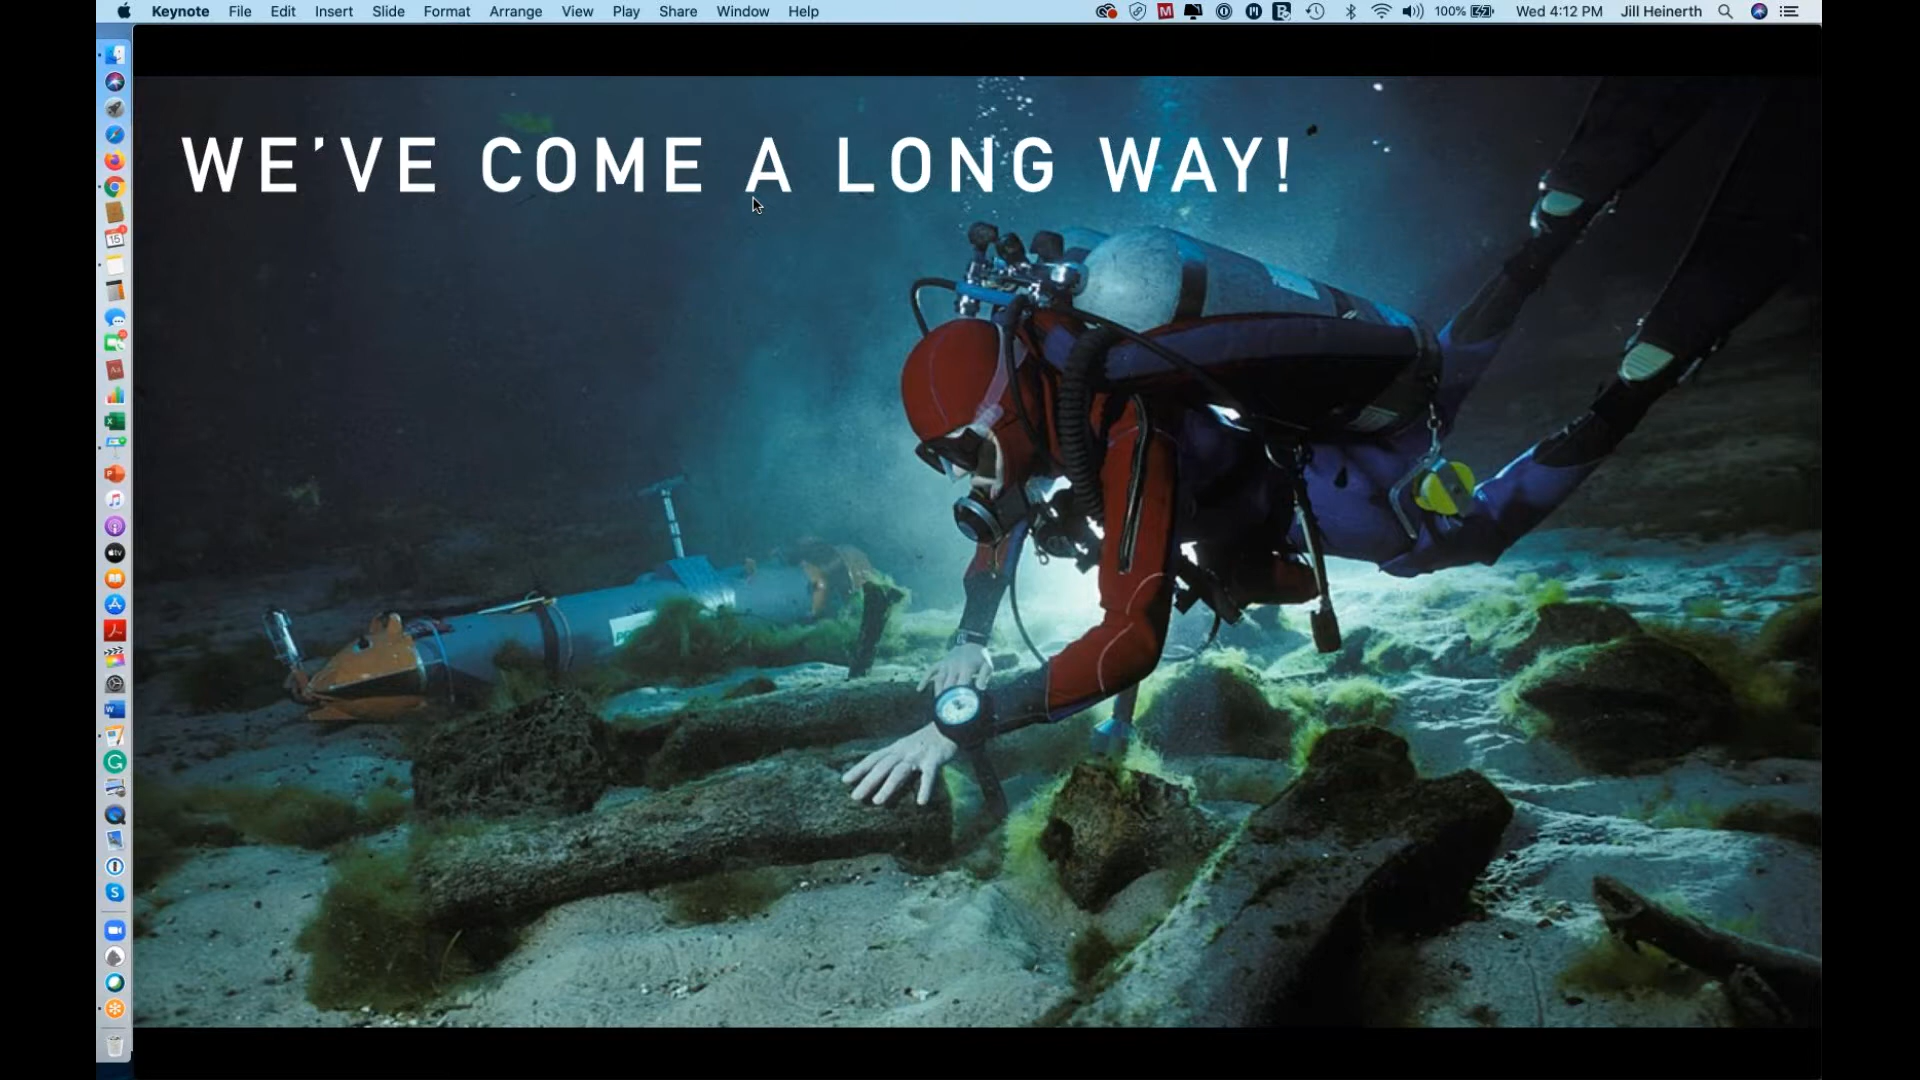 Keynote File Edit Insert Slide Format Arrange View Play Share Window Help 100% Wed 4:12 PM Jill Heinerth
WE'VE COME A LONG WAY!
15